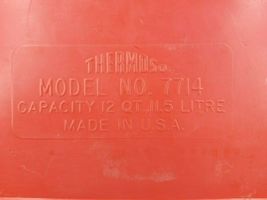 THERMOS®
MODEL NO. 7714
CAPACITY 12 QT. 11.5 LITRE
MADE IN U.S.A.